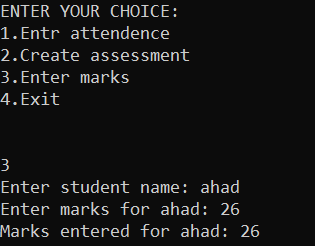 ENTER YOUR CHOICE:
1.Entr attendence
2.Create assessment
3.Enter marks
4.Exit
3
Enter student name: ahad
Enter marks for ahad: 26
Marks entered for ahad: 26